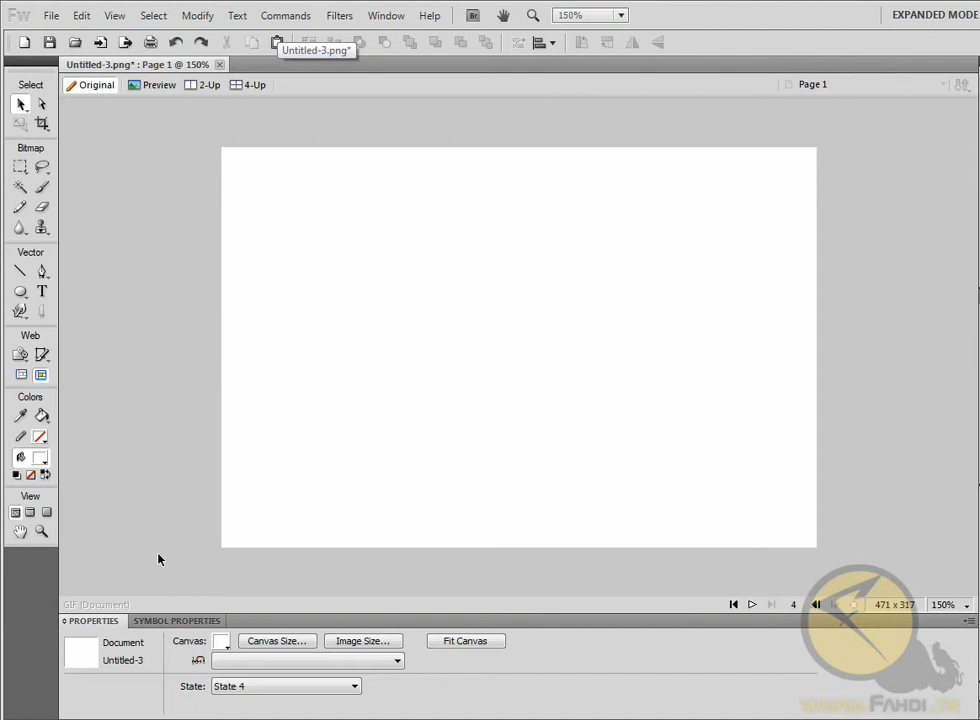 Fw File Edit View Select Modify Text Commands Filters Window Help Br 150% EXPANDED MODE
Untitled-3.png*
Untitled-3.png* : Page 1 @ 150%
Original Preview 2-Up 4-Up Page 1
Select
Bitmap
Vector
T
Web
Colors
View
GIF (Document) 4 471 x 317 150%
PROPERTIES SYMBOL PROPERTIES
Document Canvas: Canvas Size... Image Size... Fit Canvas
Untitled-3
State: State 4